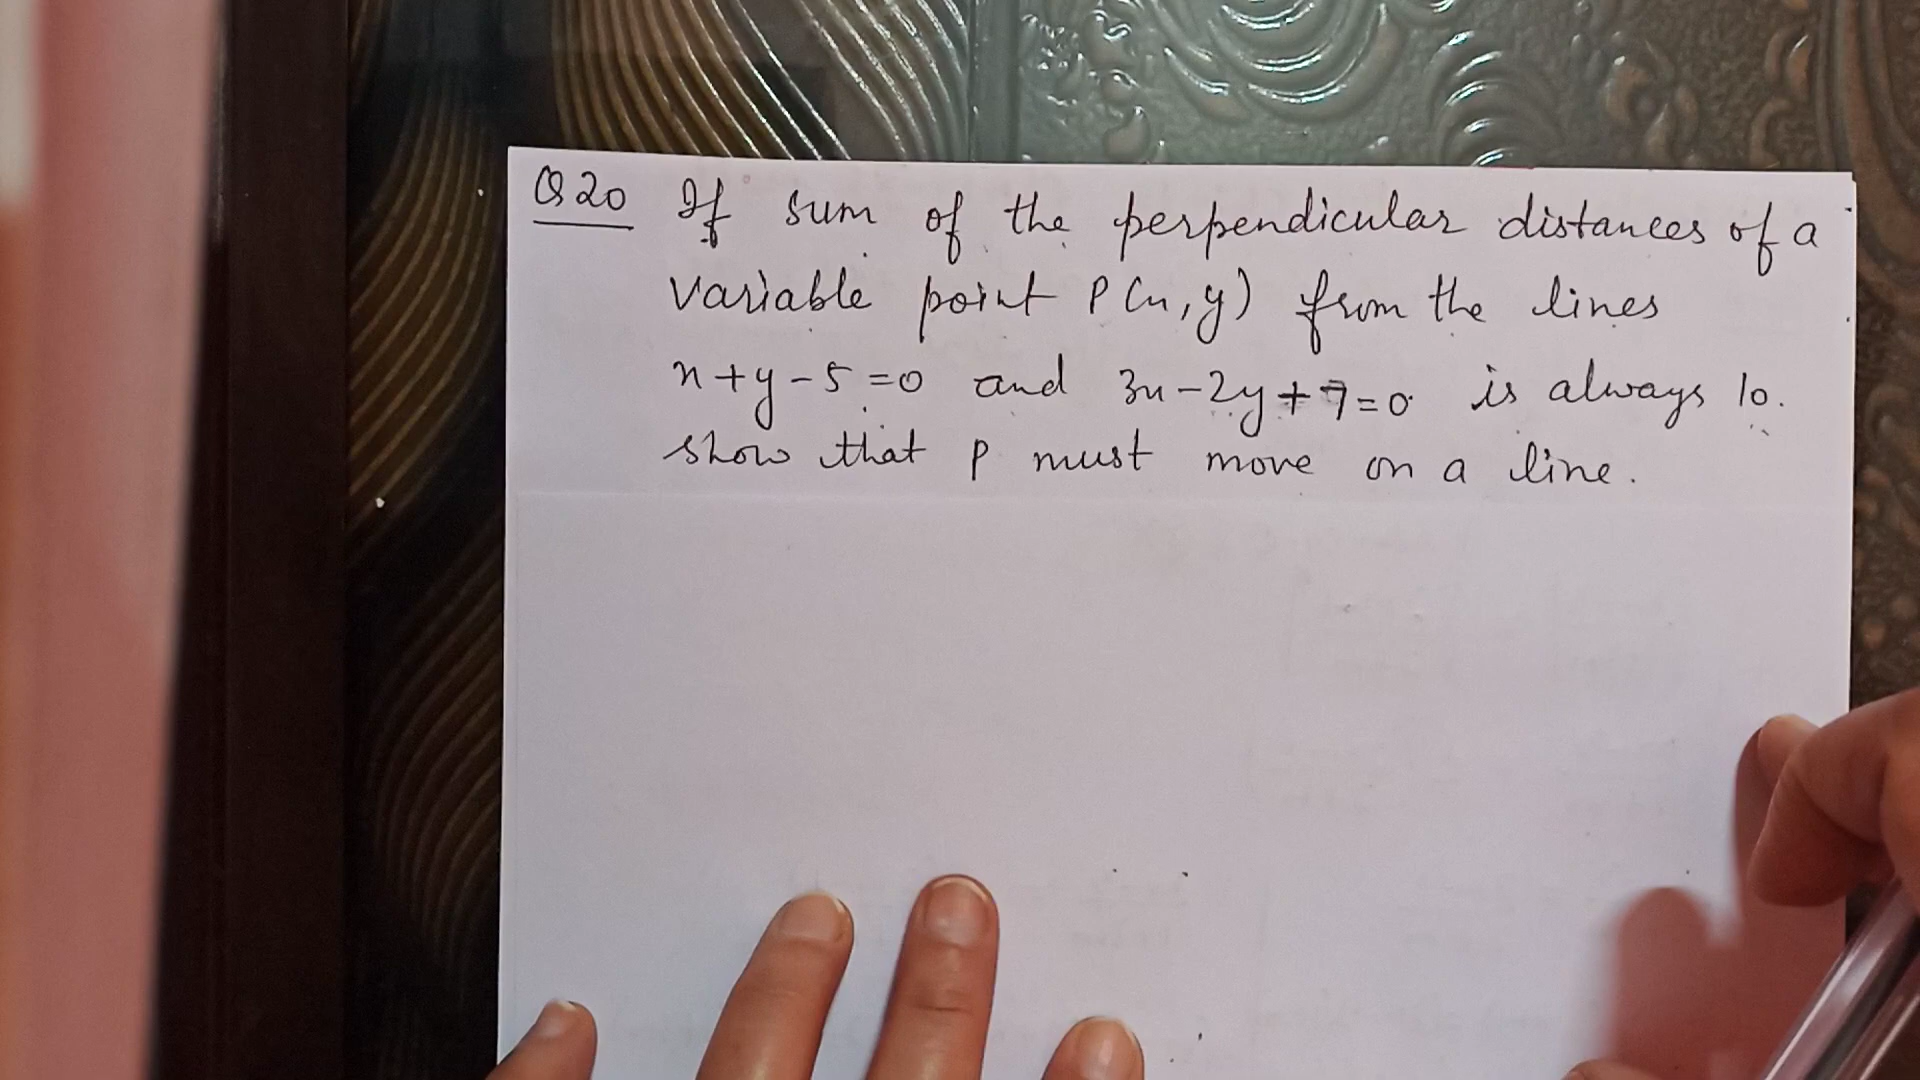 Q20 If sum of the perpendicular distances of a
variable point P(x,y) from the lines
x+y-5=0 and 3x-2y+7=0 is always 10.
show that P must move on a line.